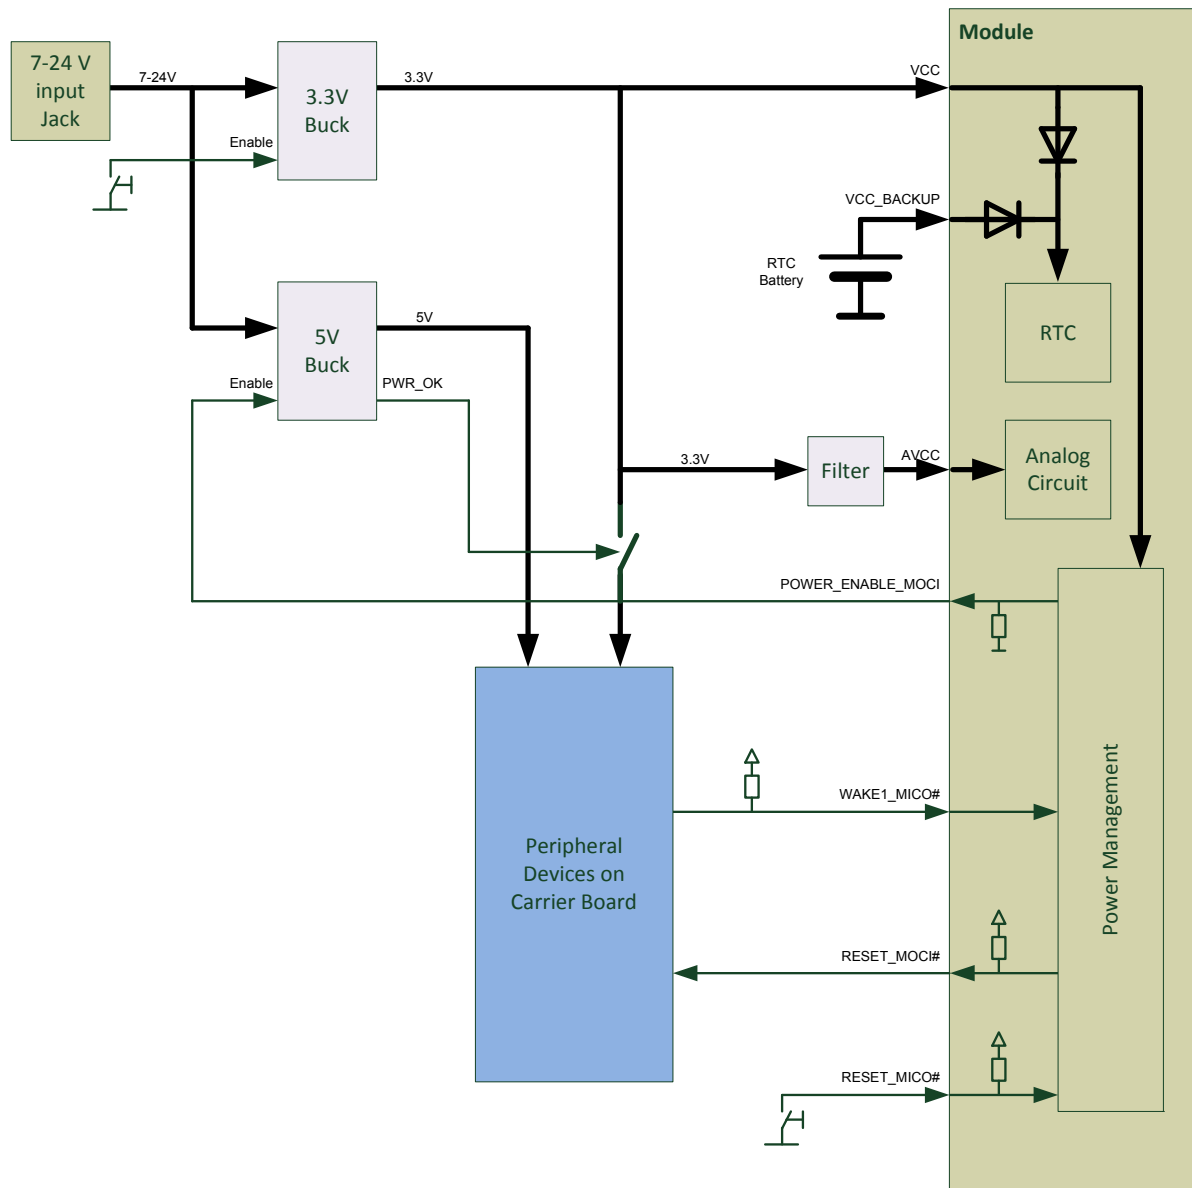 Module
7-24 V
input
Jack
7-24V
3.3V
Buck
3.3V
VCC
Enable
VCC_BACKUP
RTC
Battery
RTC
5V
Buck
5V
Enable
PWR_OK
3.3V
Filter
AVCC
Analog
Circuit
POWER_ENABLE_MOCI
Peripheral
Devices on
Carrier Board
WAKE1_MICO#
Power Management
RESET_MOCI#
RESET_MICO#